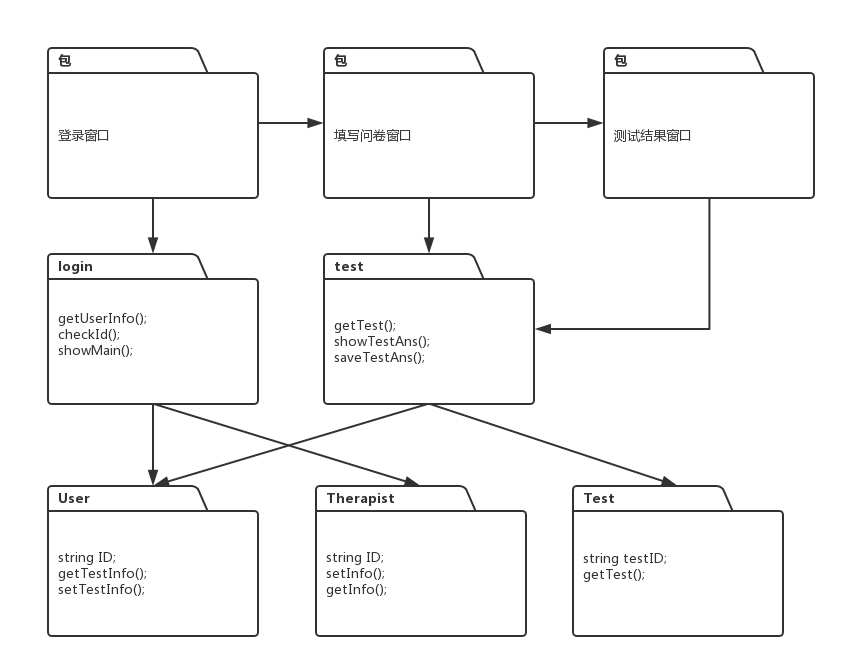 包
登录窗口
包
填写问卷窗口
包
测试结果窗口
login
getUserInfo();
checkId();
showMain();
test
getTest();
showTestAns();
saveTestAns();
User
string ID;
getTestInfo();
setTestInfo();
Therapist
string ID;
setInfo();
getInfo();
Test
string testID;
getTest();